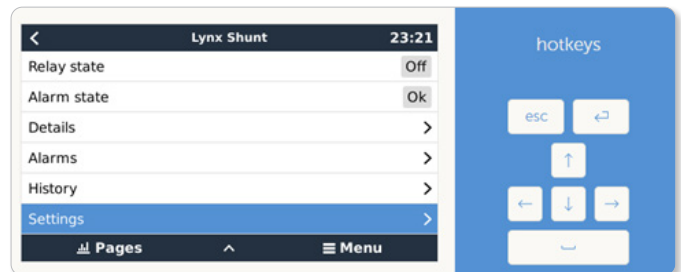 Lynx Shunt 23:21
Relay state Off
Alarm state Ok
Details
Alarms
History
Settings
Pages Menu
hotkeys
esc